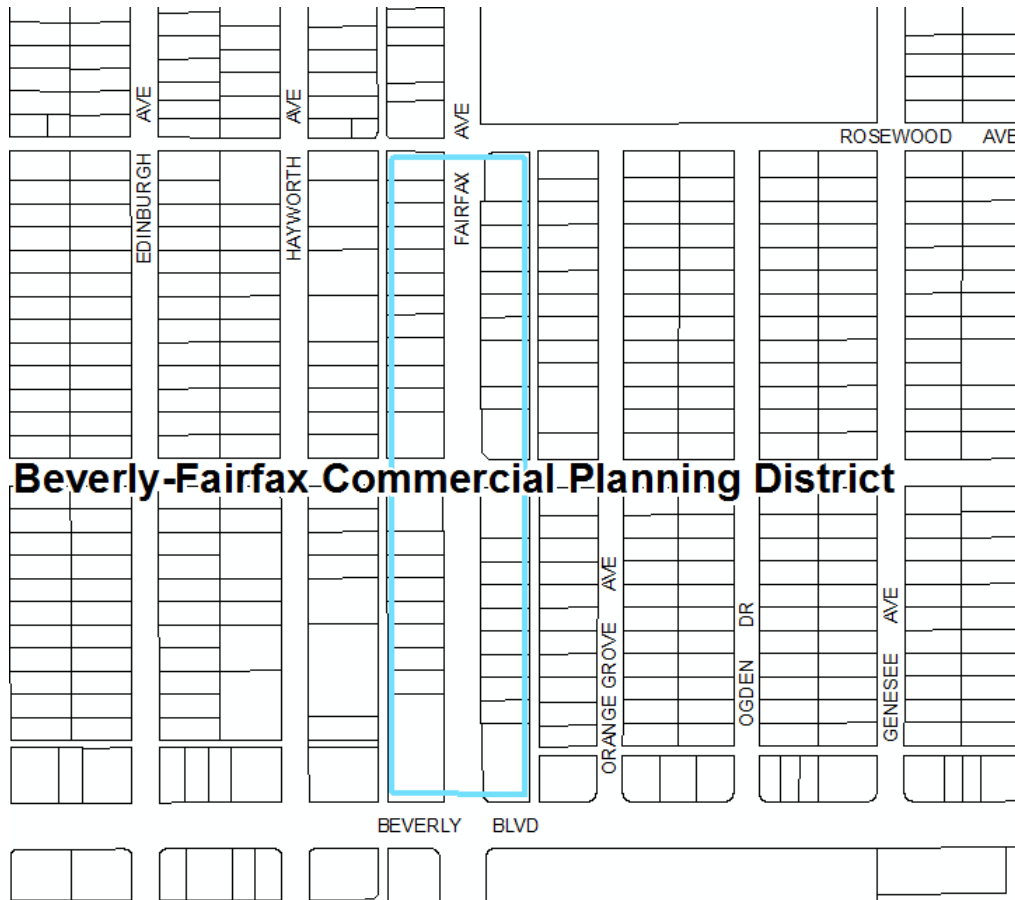 AVE
AVE
AVE
ROSEWOOD AVE
EDINBURGH
HAYWORTH
FAIRFAX
Beverly-Fairfax Commercial Planning District
ORANGE GROVE AVE
OGDEN DR
GENESEE AVE
BEVERLY BLVD